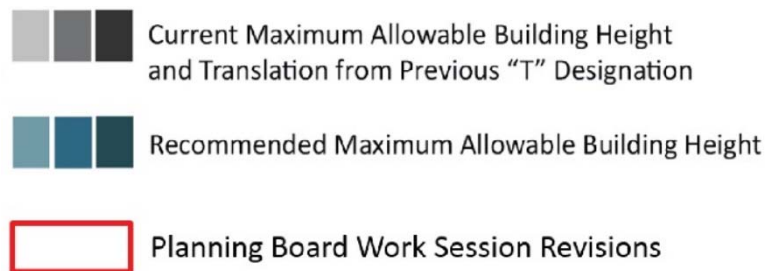 Current Maximum Allowable Building Height
and Translation from Previous “T” Designation
Recommended Maximum Allowable Building Height
Planning Board Work Session Revisions